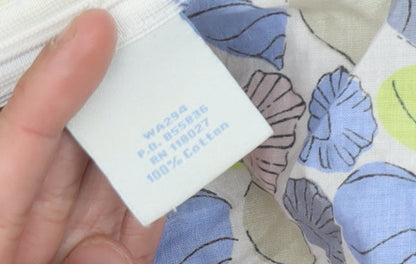 WA294
P.O. 855836
RN 118027
100% Cotton